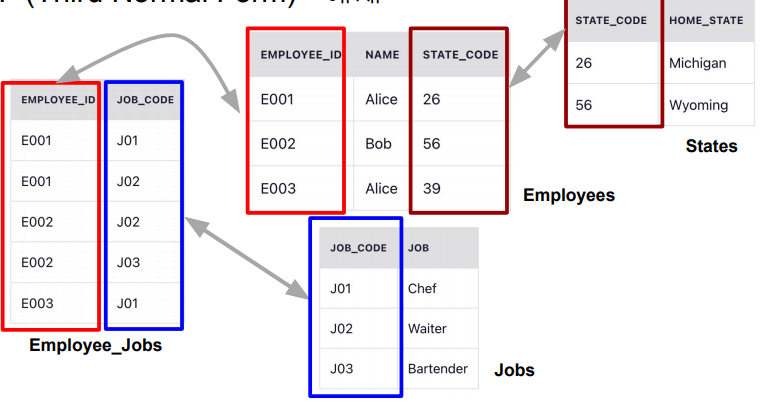 (Third Normal Form)
STATE_CODE HOME_STATE
26 Michigan
56 Wyoming
States
EMPLOYEE_ID NAME STATE_CODE
E001 Alice 26
E002 Bob 56
E003 Alice 39
Employees
EMPLOYEE_ID JOB_CODE
E001 J01
E001 J02
E002 J02
E002 J03
E003 J01
Employee_Jobs
JOB_CODE JOB
J01 Chef
J02 Waiter
J03 Bartender
Jobs